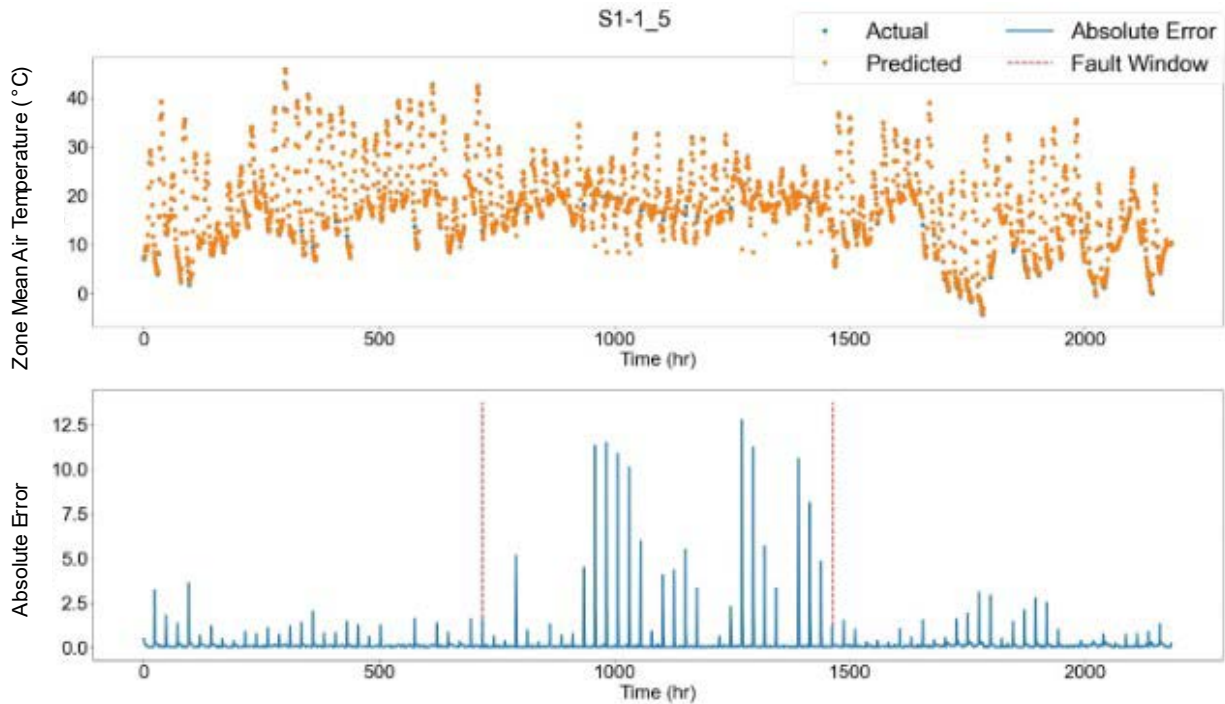 S1-1_5
Actual
Predicted
Absolute Error
Fault Window
Zone Mean Air Temperature (°C)
40
30
20
10
0
0 500 1000 1500 2000
Time (hr)
Absolute Error
12.5
10.0
7.5
5.0
2.5
0.0
0 500 1000 1500 2000
Time (hr)